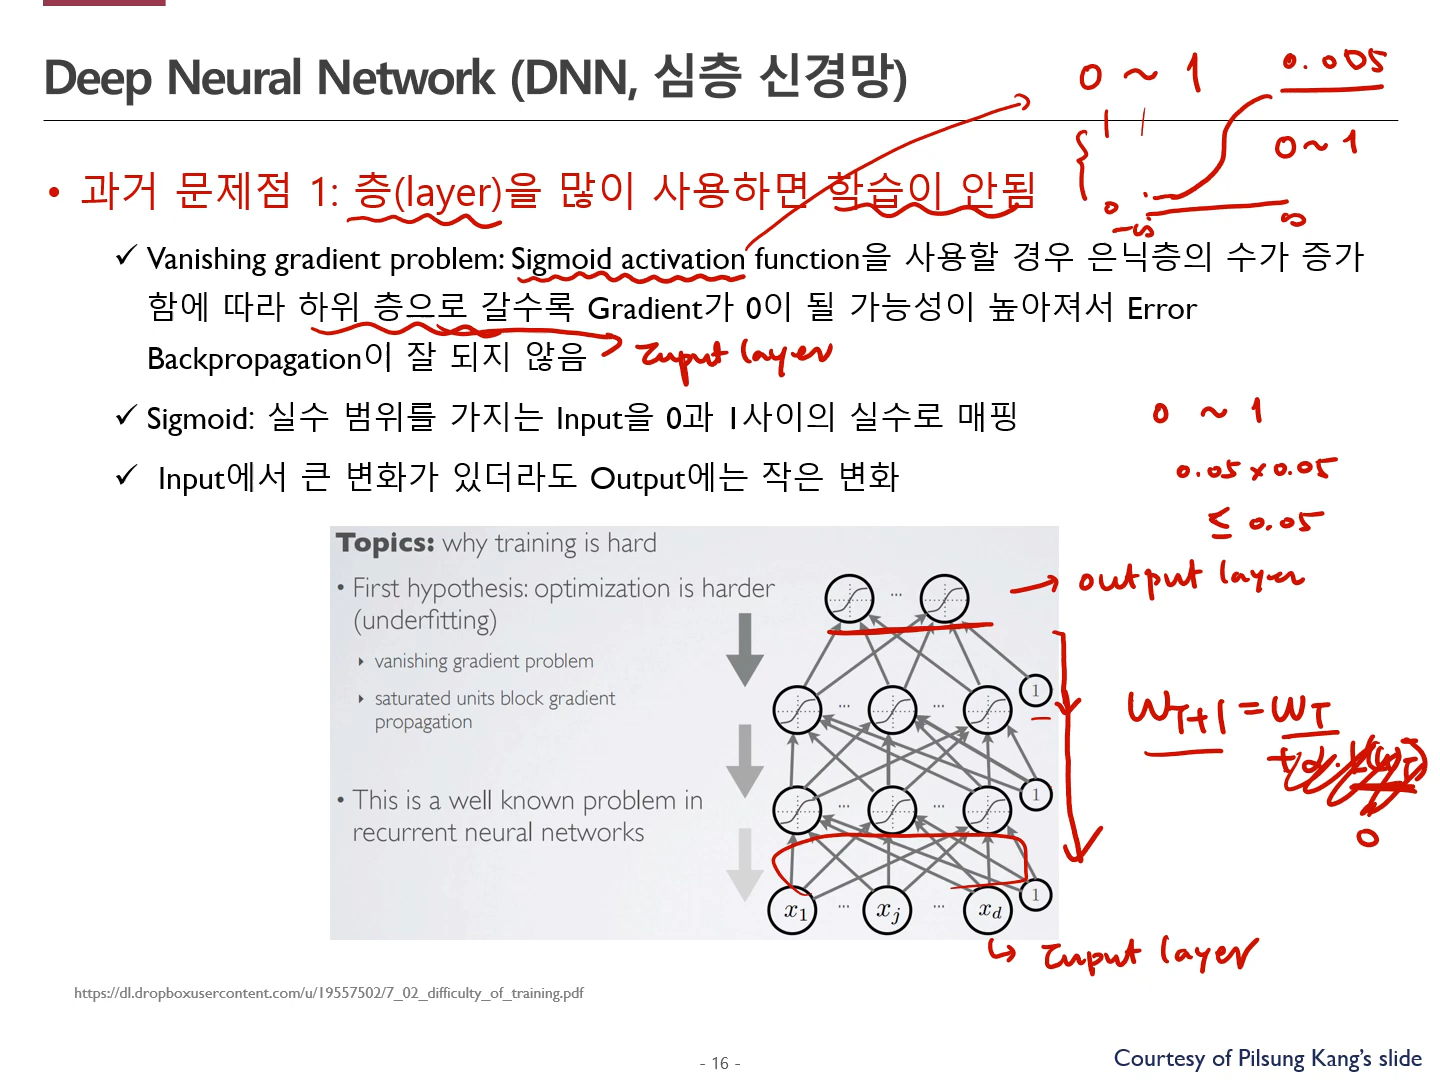 Deep Neural Network (DNN, 심층 신경망)
0 ~ 1
0.005
0 ~ 1
• 과거 문제점 1: 층(layer)을 많이 사용하면 학습이 안됨
✓ Vanishing gradient problem: Sigmoid activation function을 사용할 경우 은닉층의 수가 증가
함에 따라 하위 층으로 갈수록 Gradient가 0이 될 가능성이 높아져서 Error
Backpropagation이 잘 되지 않음
Input layer
✓ Sigmoid: 실수 범위를 가지는 Input을 0과 1사이의 실수로 매핑
0 ~ 1
✓ Input에서 큰 변화가 있더라도 Output에는 작은 변화
0.05 x 0.05
≤ 0.05
Topics: why training is hard
• First hypothesis: optimization is harder
(underfitting)
‣ vanishing gradient problem
‣ saturated units block gradient
propagation
• This is a well known problem in
recurrent neural networks
... 
output layer
... ... 1
... ... 1
x1 ... xj ... xd 1
W T+1 = W T
0
Input layer
https://dl.dropboxusercontent.com/u/19557502/7_02_difficulty_of_training.pdf
- 16 -
Courtesy of Pilsung Kang's slide